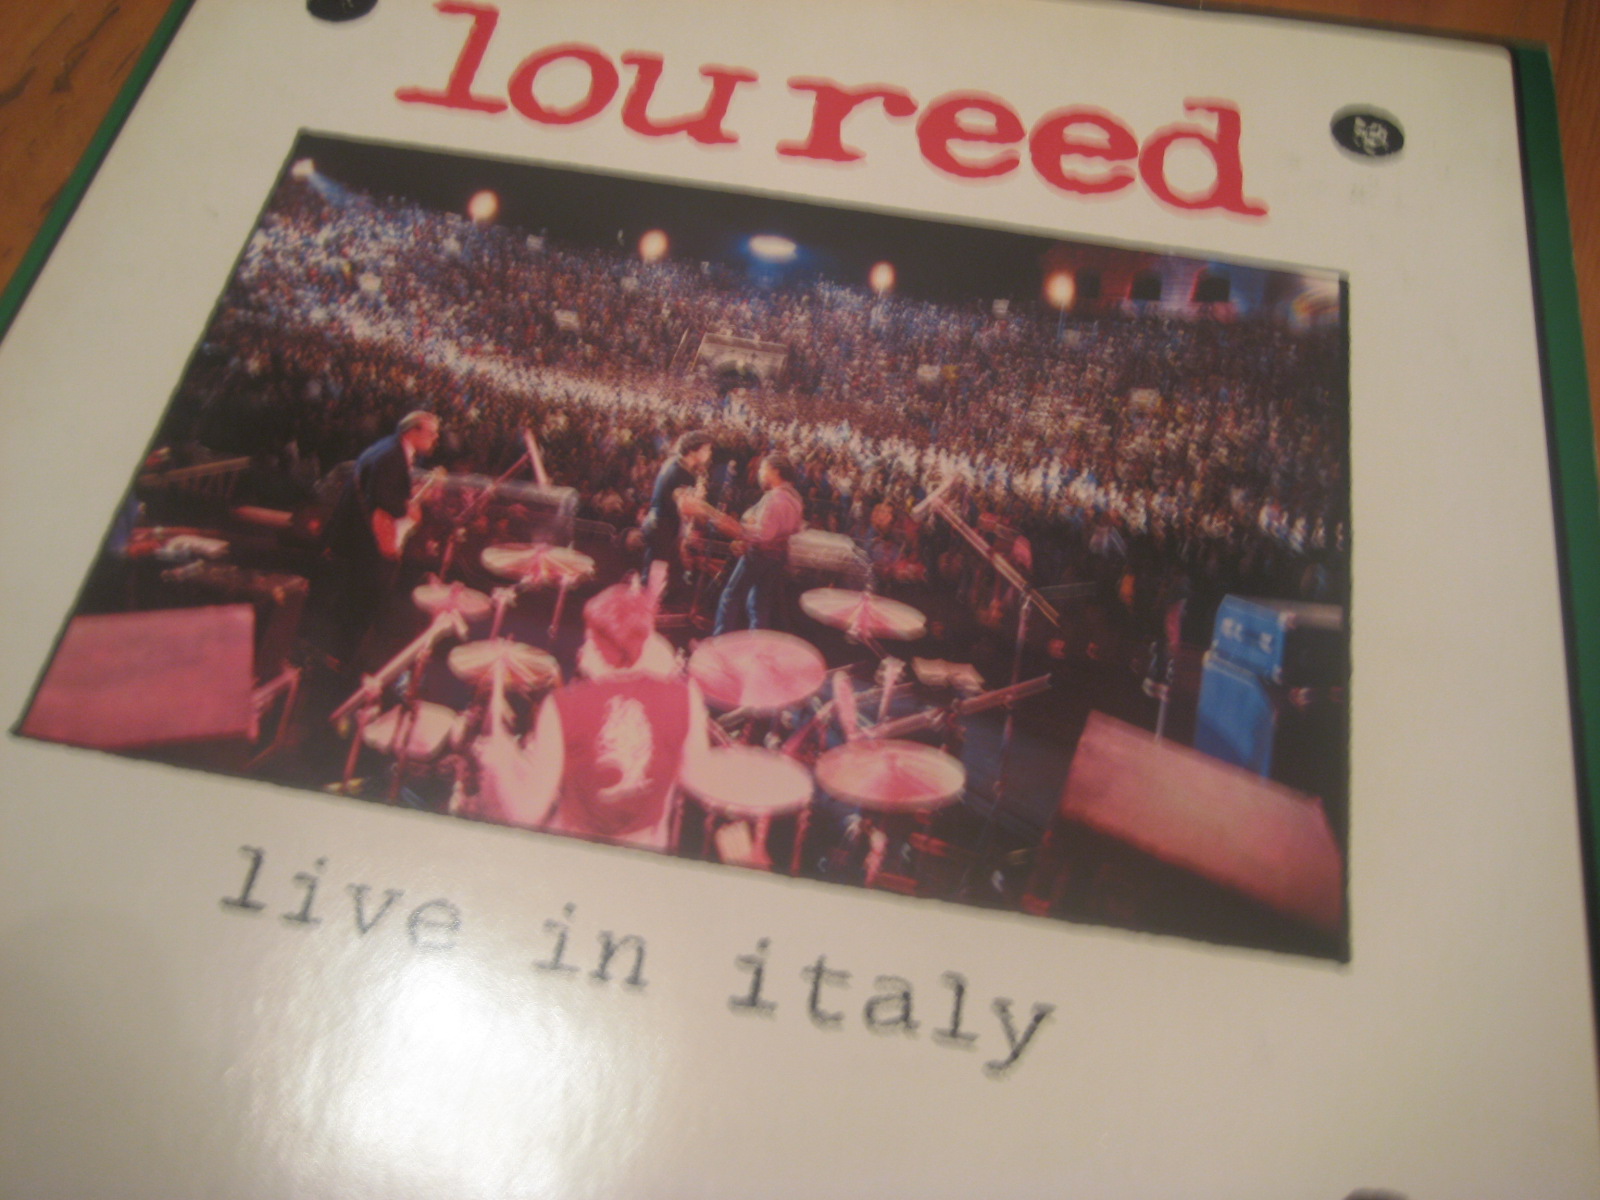 lou reed
live in italy